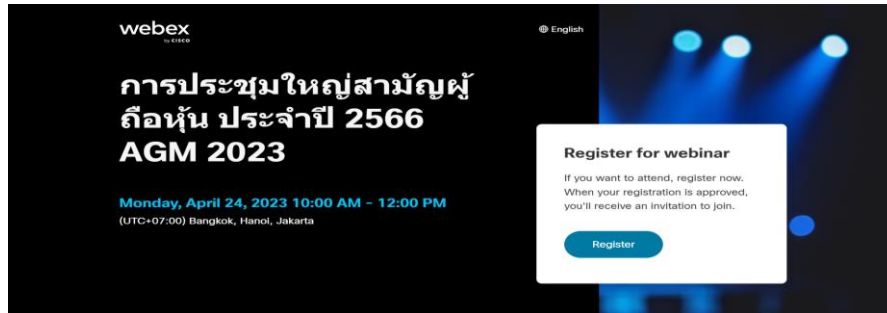 webex
by CISCO
English
การประชุมใหญ่สามัญผู้
ถือหุ้น ประจำปี 2566
AGM 2023
Monday, April 24, 2023 10:00 AM - 12:00 PM
(UTC+07:00) Bangkok, Hanoi, Jakarta
Register for webinar
If you want to attend, register now.
When your registration is approved,
you'll receive an invitation to join.
Register